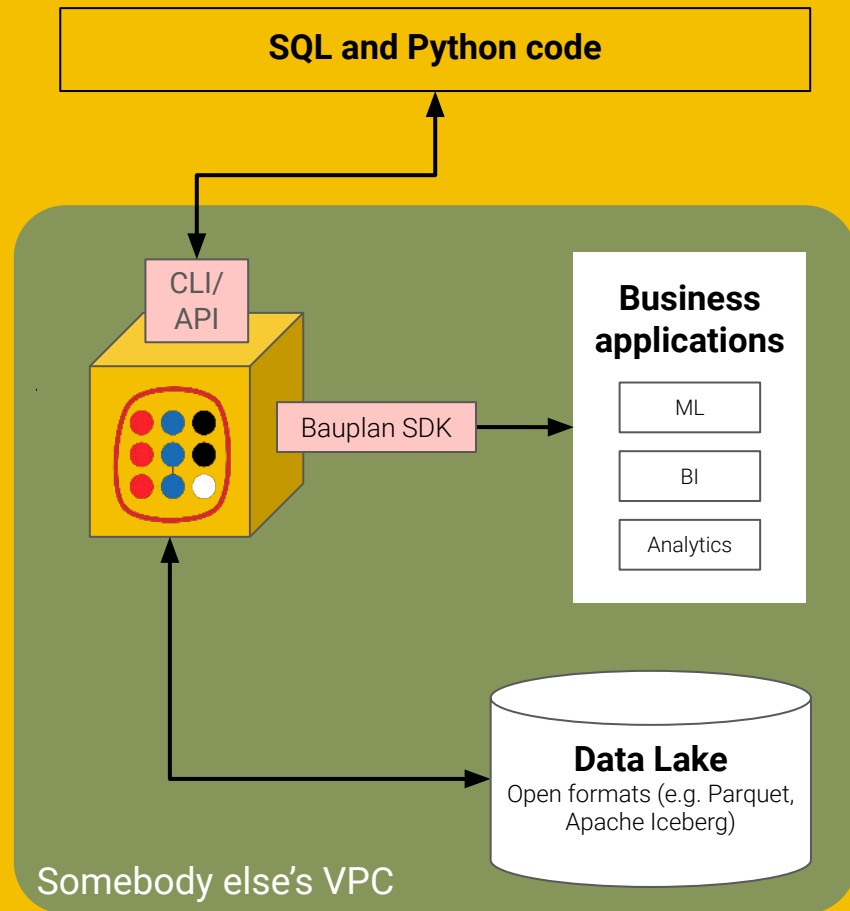 SQL and Python code
CLI/
API
Business
applications
Bauplan SDK
ML
BI
Analytics
Data Lake
Open formats (e.g. Parquet,
Apache Iceberg)
Somebody else’s VPC